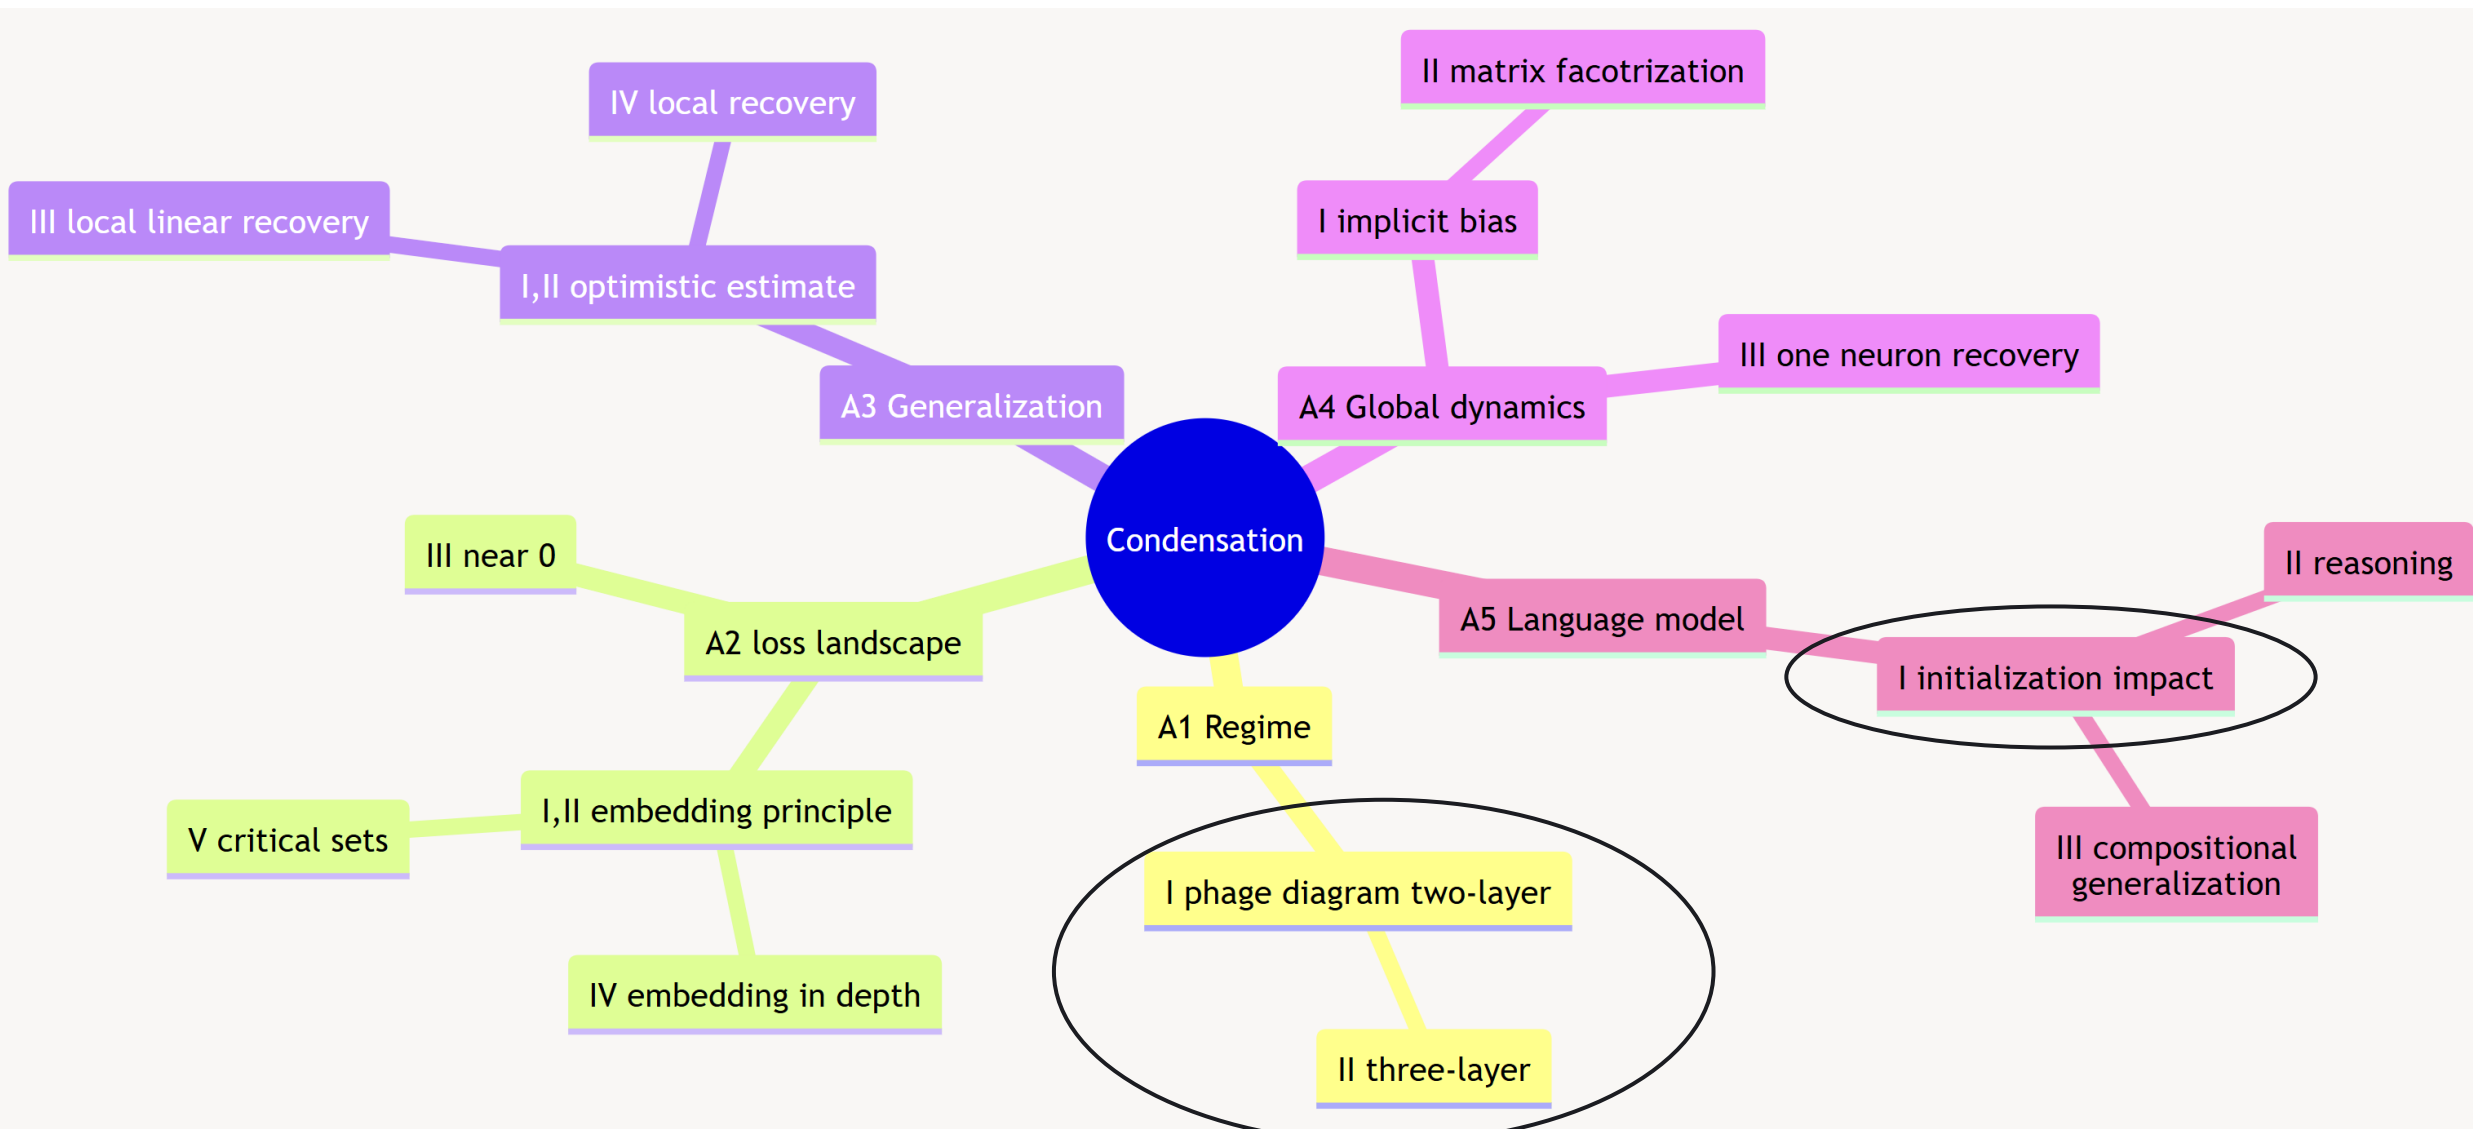 II matrix facotrization
IV local recovery
III local linear recovery
I implicit bias
I,II optimistic estimate
III one neuron recovery
A3 Generalization
A4 Global dynamics
Condensation
III near 0
II reasoning
A2 loss landscape
A5 Language model
I initialization impact
A1 Regime
I,II embedding principle
V critical sets
I phage diagram two-layer
III compositional
generalization
IV embedding in depth
II three-layer